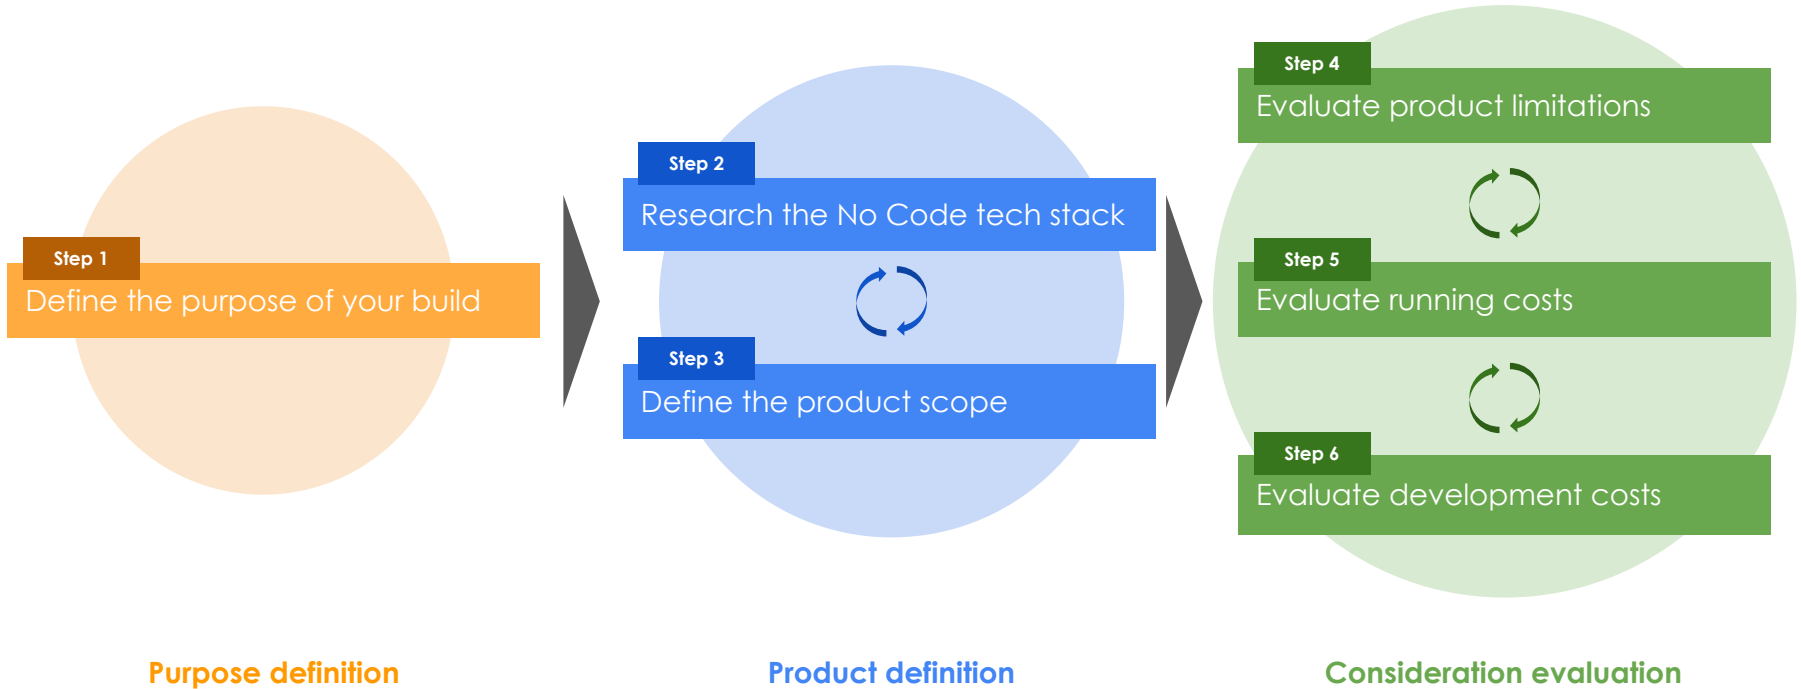 Step 1
Define the purpose of your build
Purpose definition
Step 2
Research the No Code tech stack
Step 3
Define the product scope
Product definition
Step 4
Evaluate product limitations
Step 5
Evaluate running costs
Step 6
Evaluate development costs
Consideration evaluation